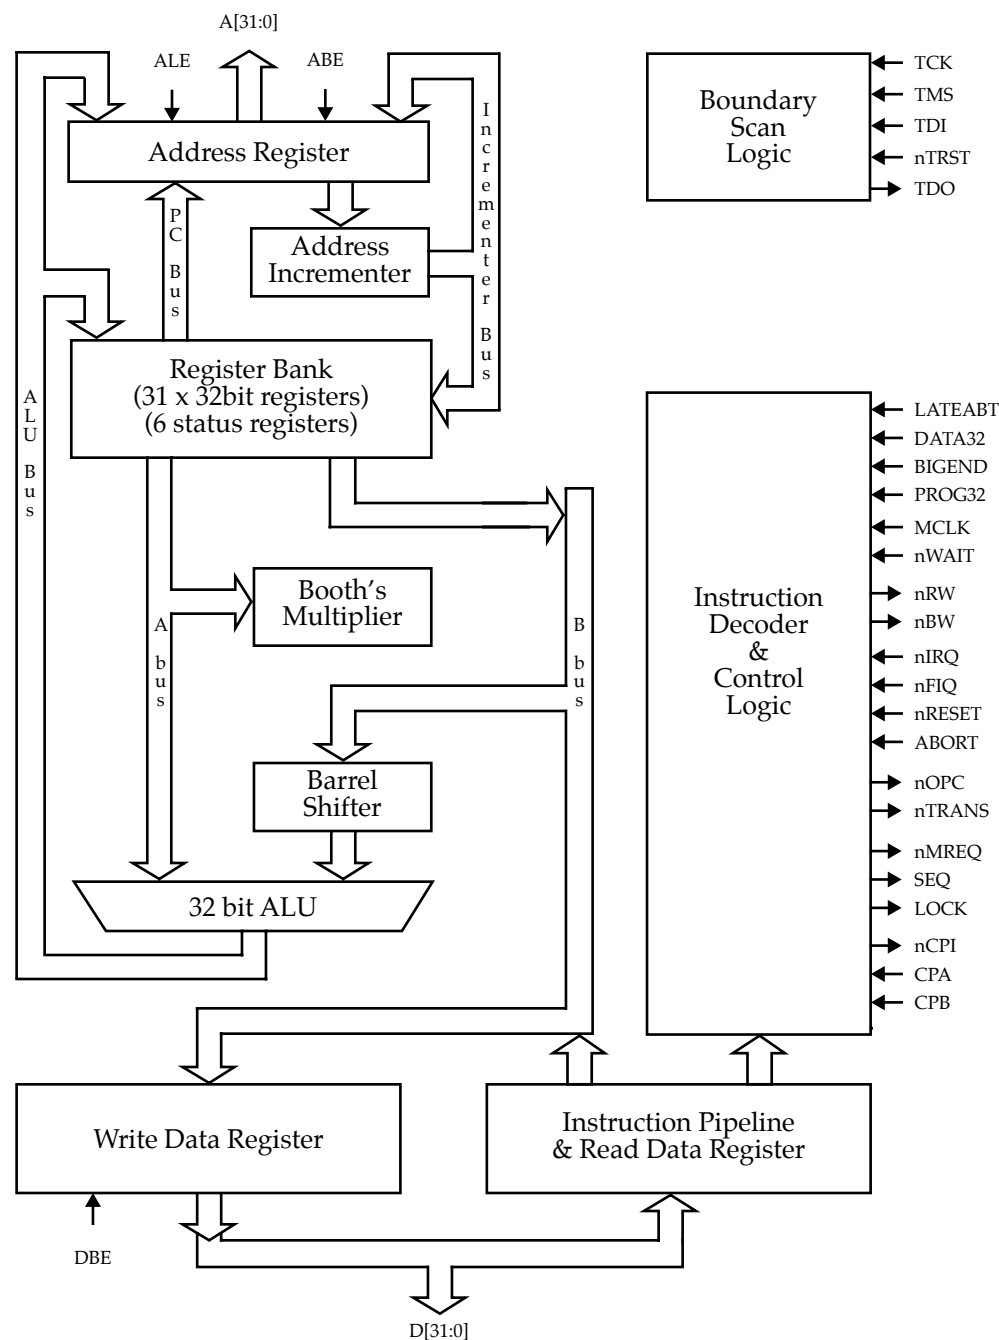 A[31:0]
ALE
ABE
Address Register
Incrementer Bus
PC Bus
Address
Incrementer
Register Bank
(31 x 32bit registers)
(6 status registers)
ALU Bus
A bus
Booth's
Multiplier
B bus
Barrel
Shifter
32 bit ALU
Write Data Register
DBE
Instruction Pipeline
& Read Data Register
D[31:0]
Boundary
Scan
Logic
TCK
TMS
TDI
nTRST
TDO
Instruction
Decoder
&
Control
Logic
LATEABT
DATA32
BIGEND
PROG32
MCLK
nWAIT
nRW
nBW
nIRQ
nFIQ
nRESET
ABORT
nOPC
nTRANS
nMREQ
SEQ
LOCK
nCPI
CPA
CPB